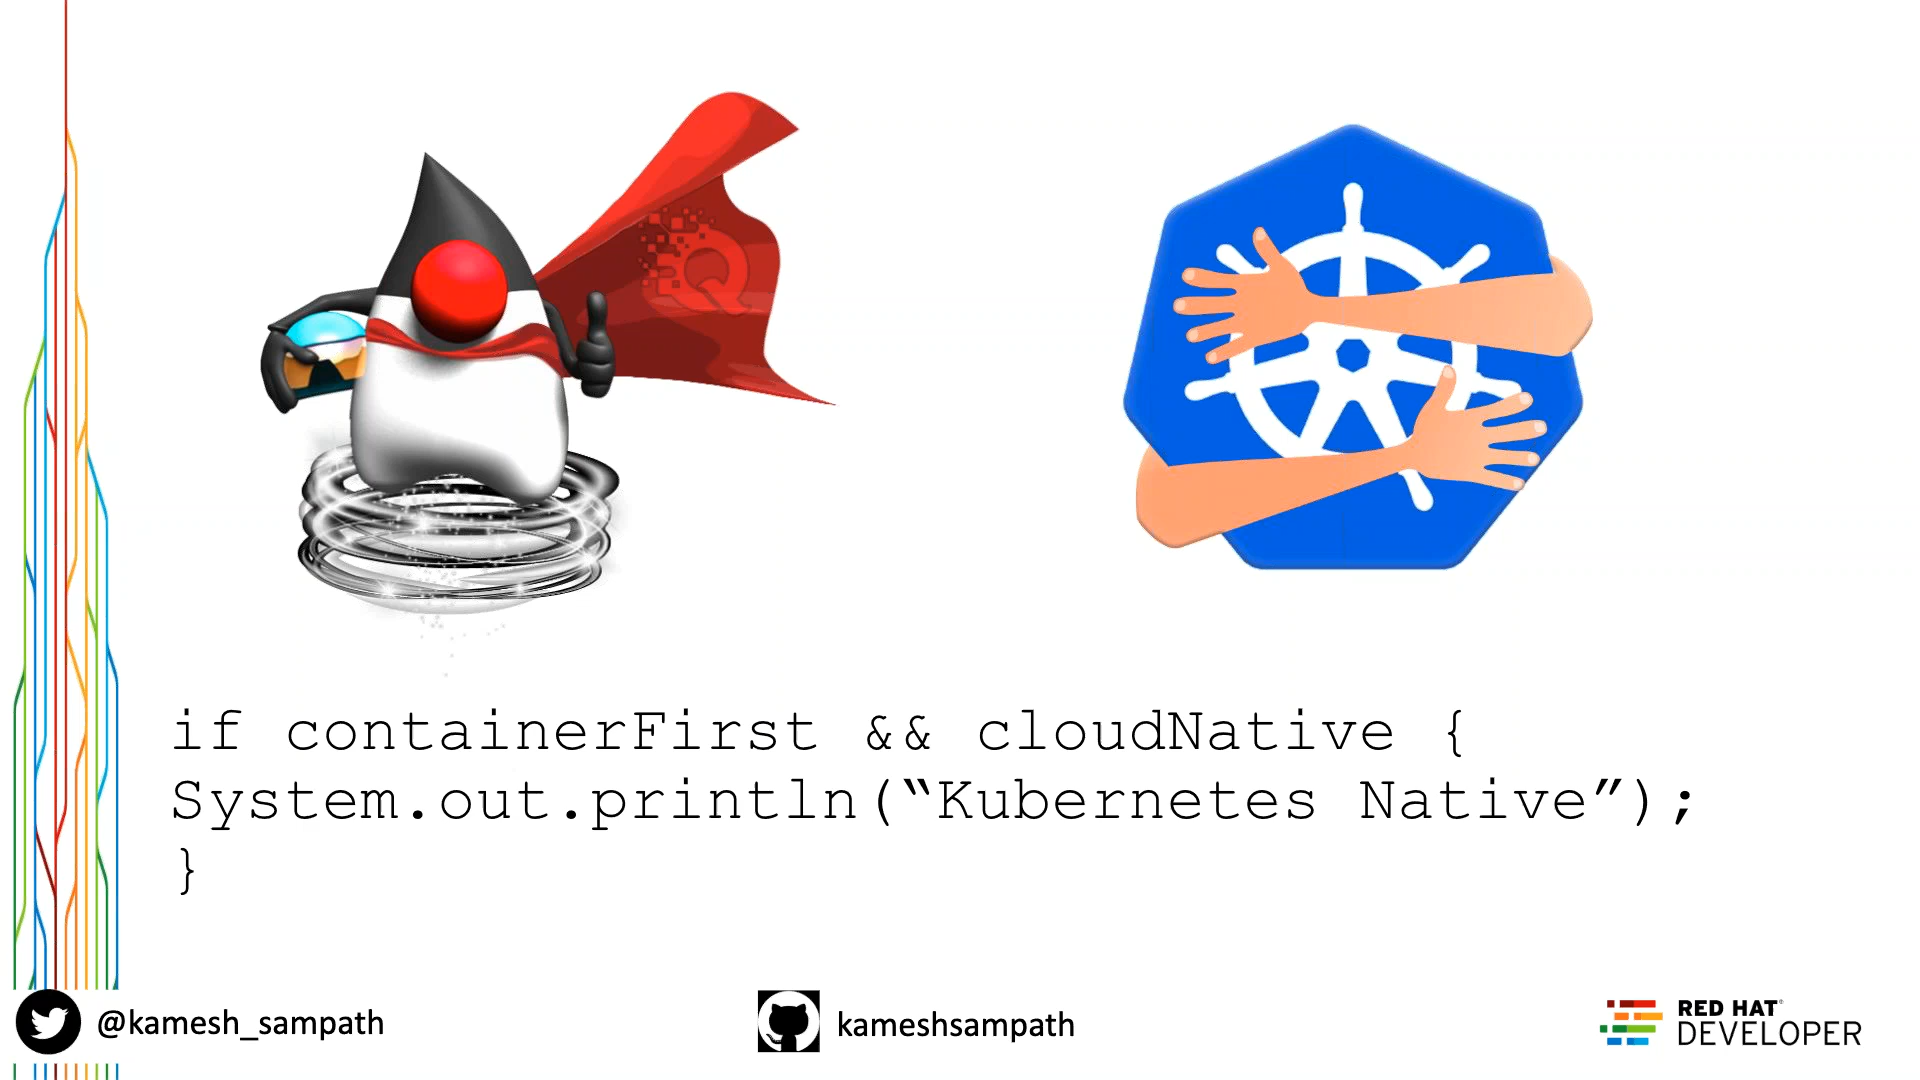 Q
if containerFirst && cloudNative {
System.out.println(“Kubernetes Native”);
}
@kamesh_sampath
kameshsampath
RED HAT®
DEVELOPER